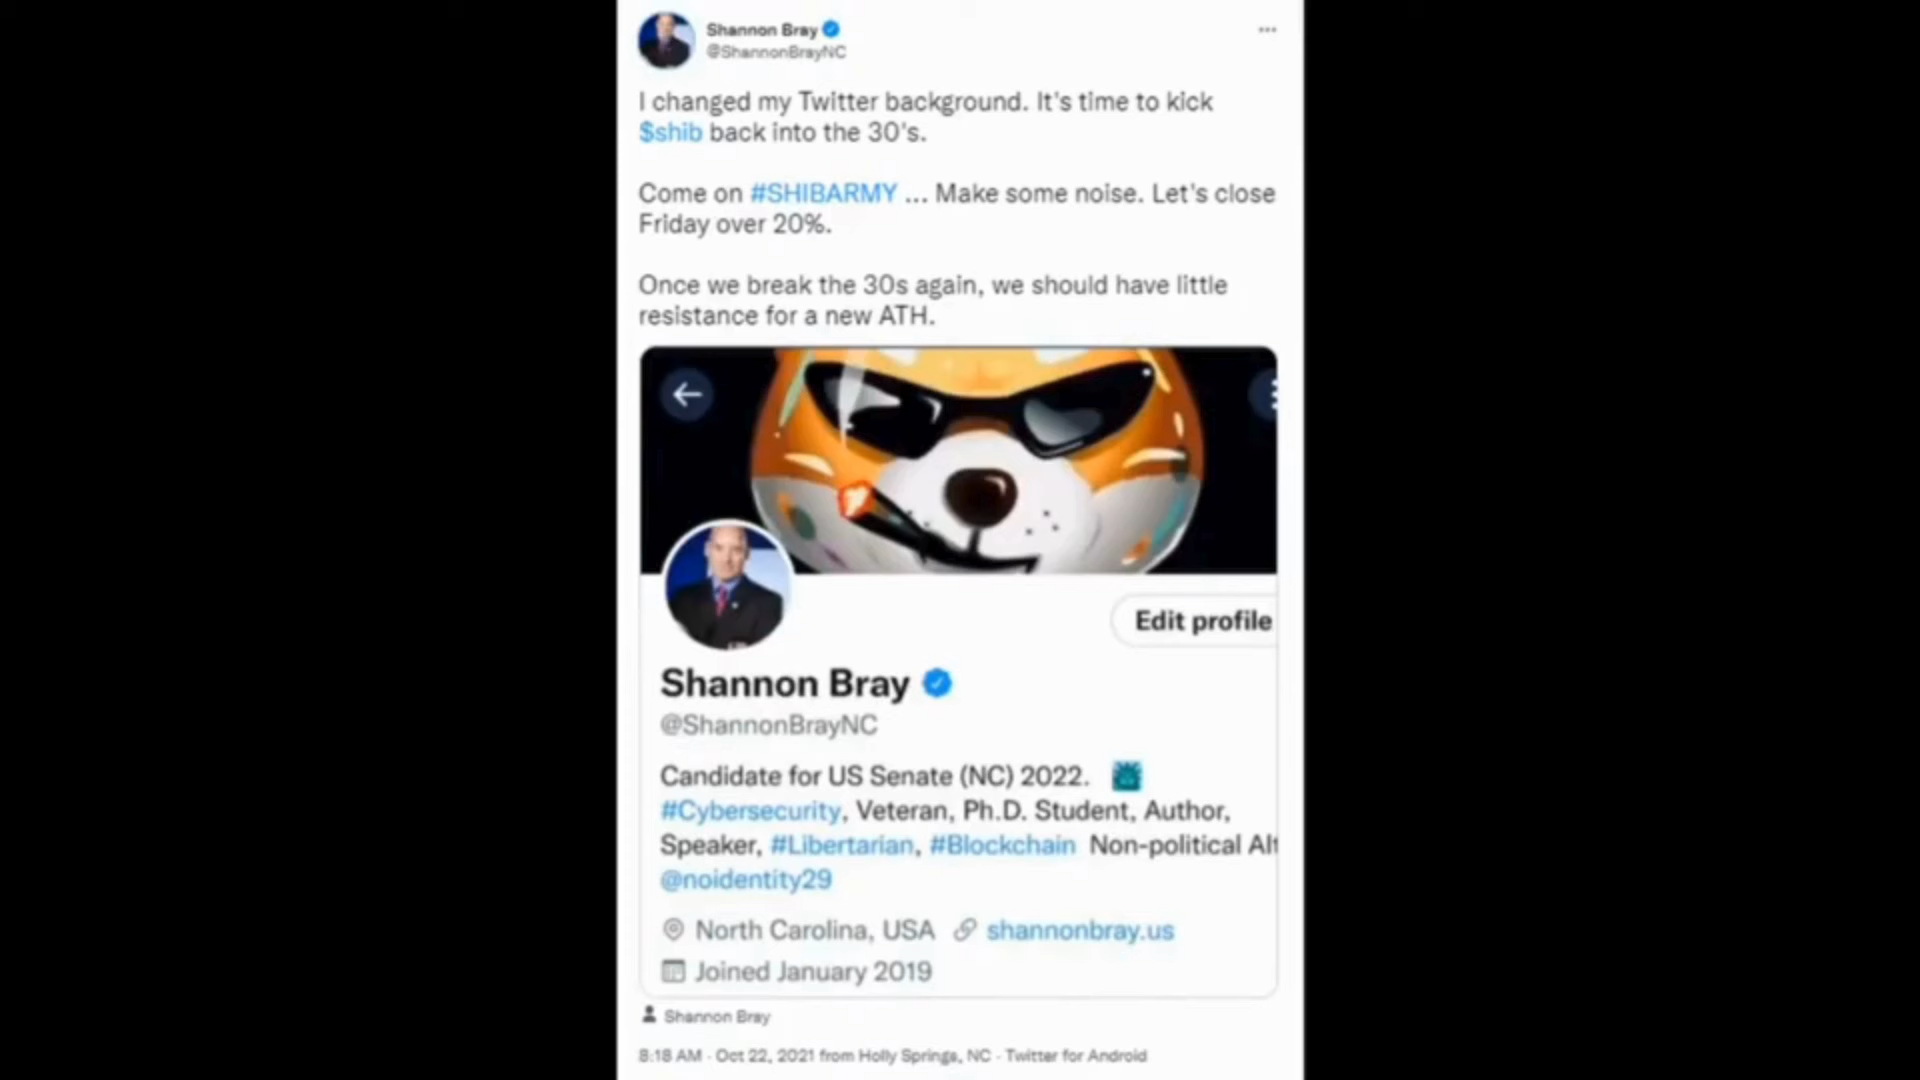 Shannon Bray
@ShannonBrayNC
I changed my Twitter background. It's time to kick
$shib back into the 30's.
Come on #SHIBARMY ... Make some noise. Let's close
Friday over 20%.
Once we break the 30s again, we should have little
resistance for a new ATH.
Edit profile
Shannon Bray
@ShannonBrayNC
Candidate for US Senate (NC) 2022.
#Cybersecurity, Veteran, Ph.D. Student, Author,
Speaker, #Libertarian, #Blockchain Non-political Alt
@noidentity29
North Carolina, USA shannonbray.us
Joined January 2019
Shannon Bray
8:18 AM · Oct 22, 2021 from Holly Springs, NC · Twitter for Android